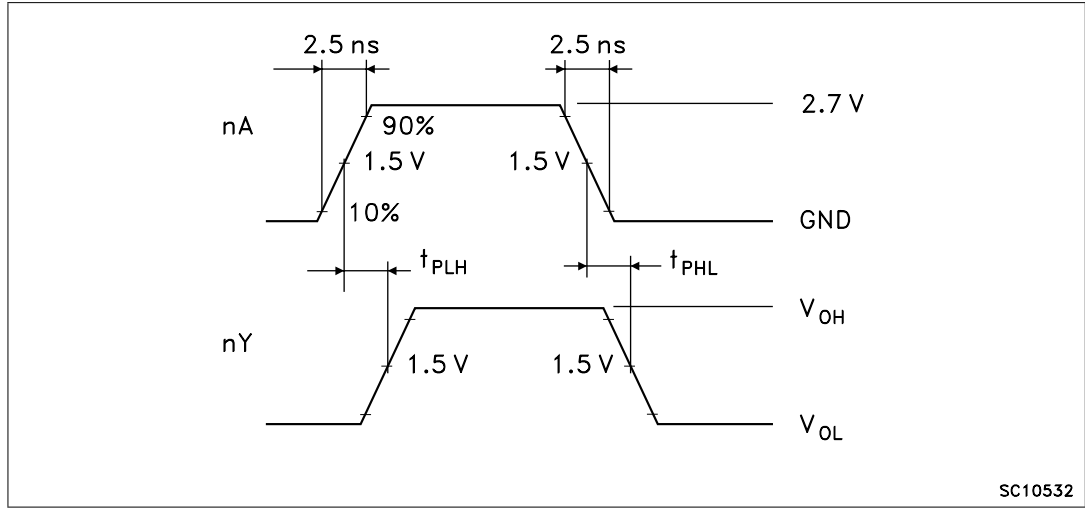 2.5 ns 2.5 ns
2.7 V
nA 90%
1.5 V 1.5 V
10% GND
tPLH tPHL
VOH
nY 1.5 V 1.5 V
VOL
SC10532